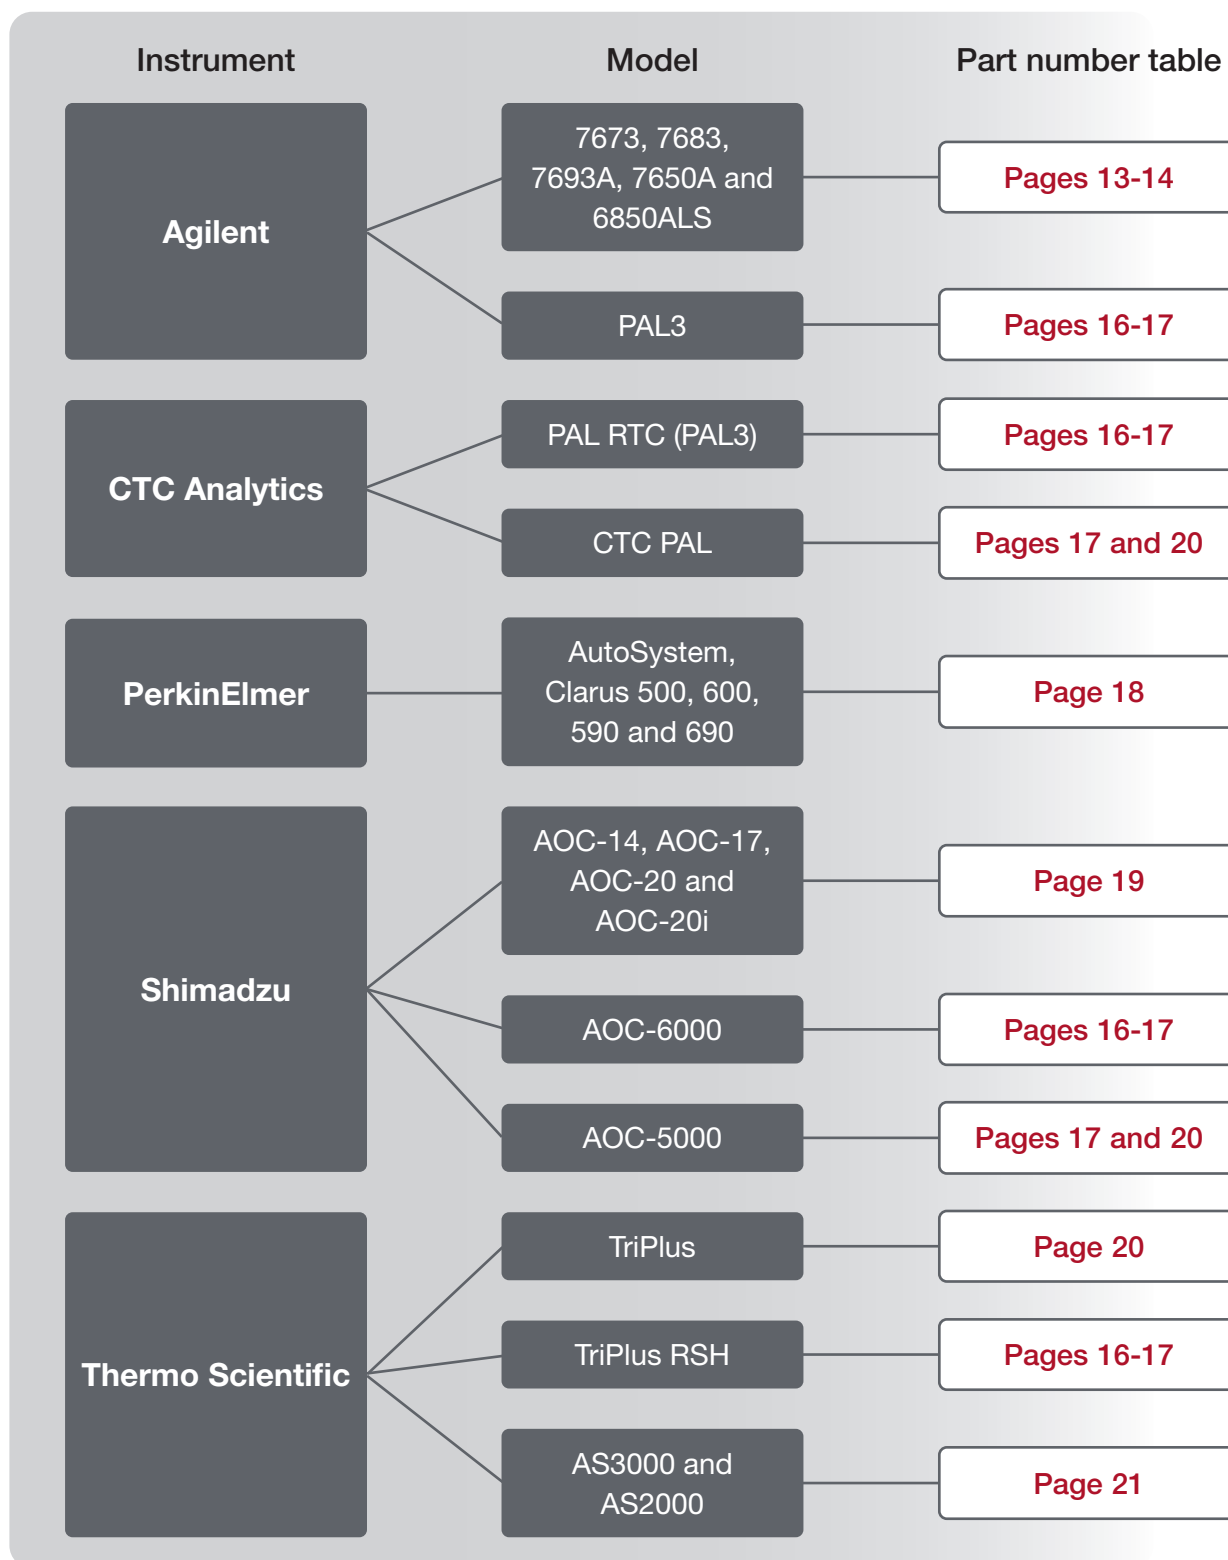 Instrument
Model
Part number table
Agilent
7673, 7683,
7693A, 7650A and
6850ALS
Pages 13-14
PAL3
Pages 16-17
CTC Analytics
PAL RTC (PAL3)
Pages 16-17
CTC PAL
Pages 17 and 20
PerkinElmer
AutoSystem,
Clarus 500, 600,
590 and 690
Page 18
Shimadzu
AOC-14, AOC-17,
AOC-20 and
AOC-20i
Page 19
AOC-6000
Pages 16-17
AOC-5000
Pages 17 and 20
Thermo Scientific
TriPlus
Page 20
TriPlus RSH
Pages 16-17
AS3000 and
AS2000
Page 21